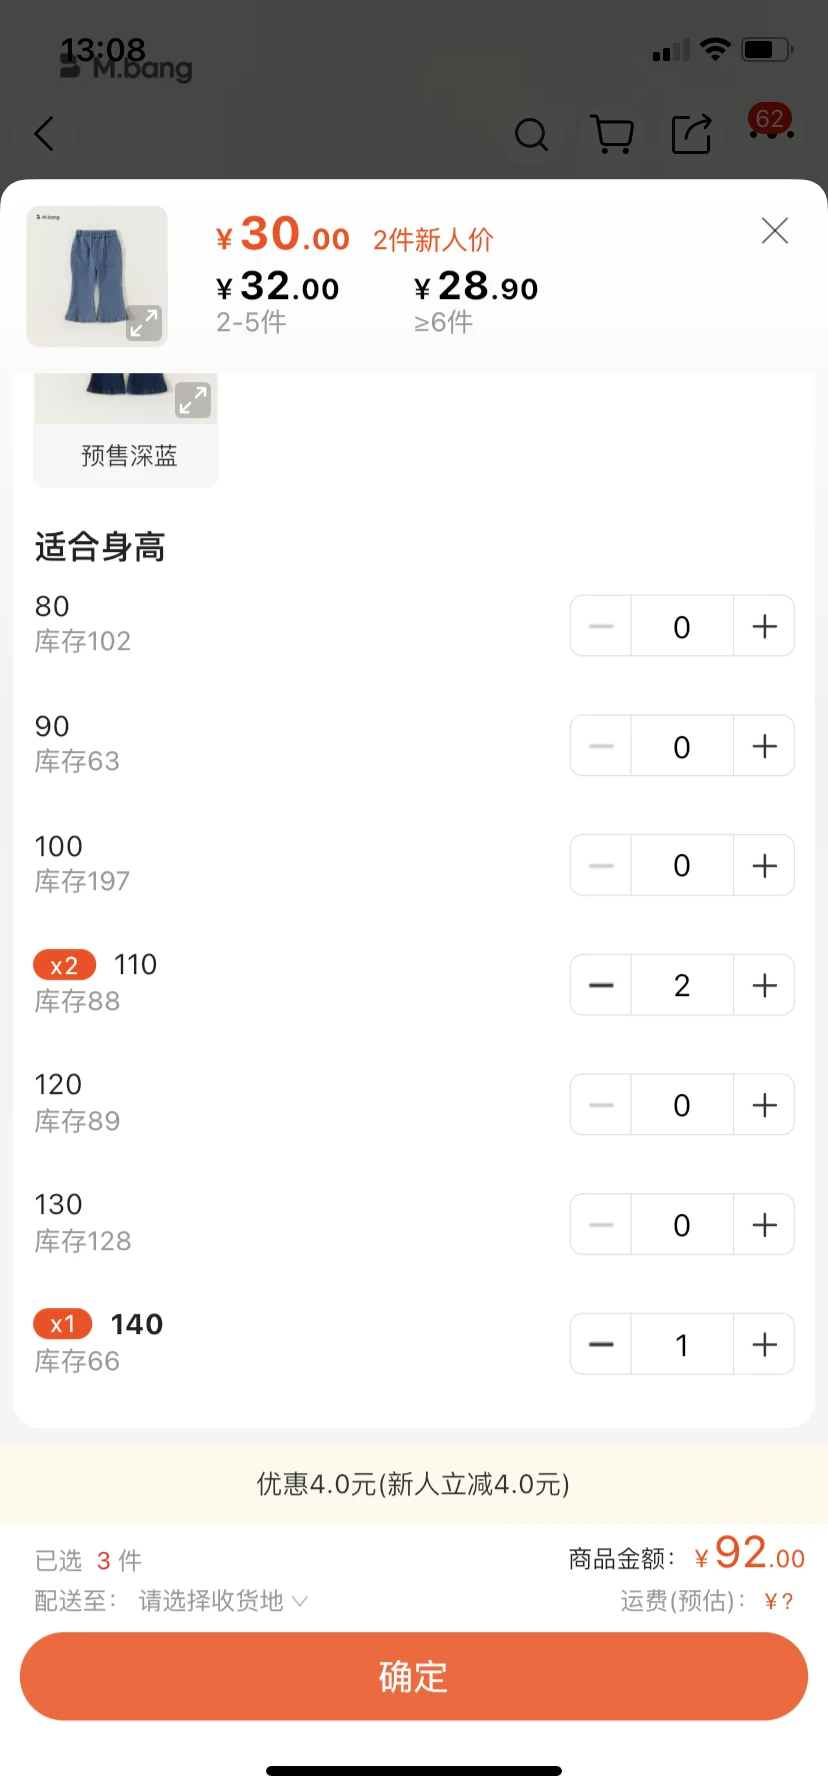 13:08
M.bang
62
M.bang
¥30.00 2件新人价
¥32.00 ¥28.90
2-5件 ≥6件
预售深蓝
适合身高
80
库存102
0
90
库存63
0
100
库存197
0
x2 110
库存88
2
120
库存89
0
130
库存128
0
x1 140
库存66
1
优惠4.0元(新人立减4.0元)
已选 3 件 商品金额: ¥92.00
配送至: 请选择收货地 运费(预估): ¥?
确定